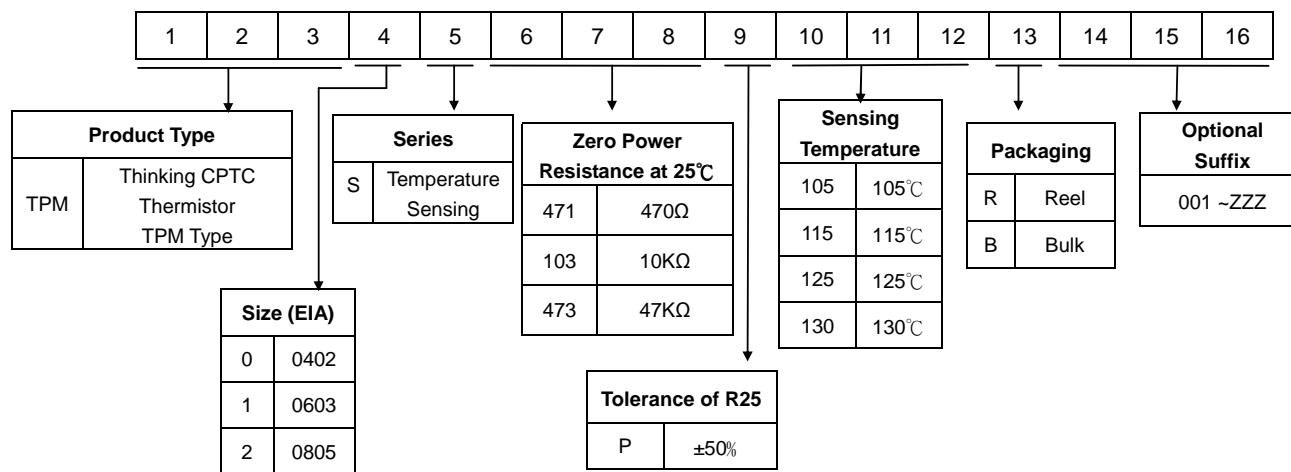 1 2 3 4 5 6 7 8 9 10 11 12 13 14 15 16
Product Type
TPM
Thinking CPTC
Thermistor
TPM Type
Size (EIA)
0 0402
1 0603
2 0805
Series
S
Temperature
Sensing
Zero Power
Resistance at 25℃
471 470Ω
103 10KΩ
473 47KΩ
Tolerance of R25
P ±50%
Sensing
Temperature
105 105℃
115 115℃
125 125℃
130 130℃
Packaging
R Reel
B Bulk
Optional
Suffix
001 ~ZZZ